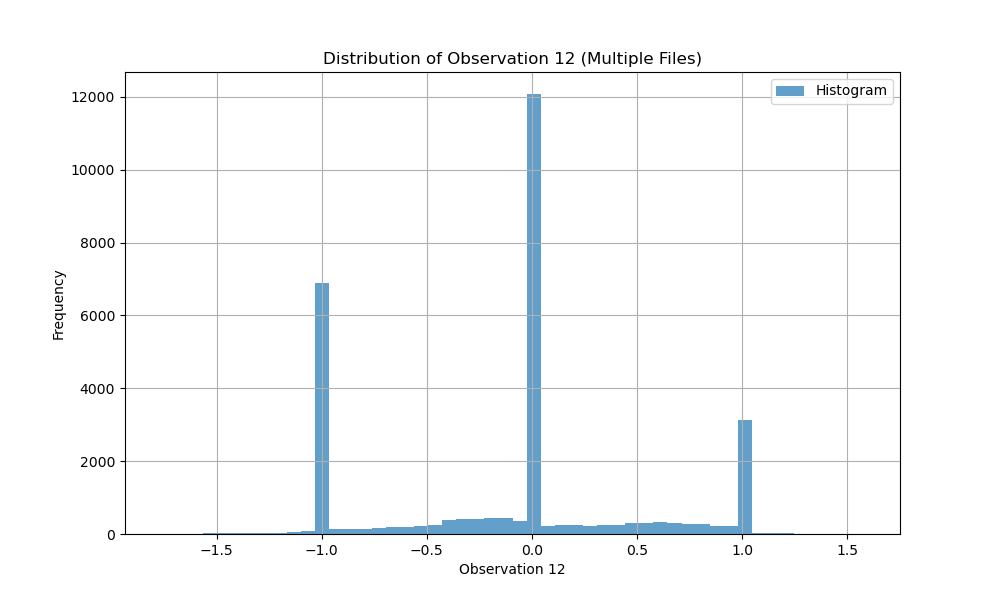 Distribution of Observation 12 (Multiple Files)
Histogram
12000
10000
8000
6000
4000
2000
0
Frequency
−1.5 −1.0 −0.5 0.0 0.5 1.0 1.5
Observation 12